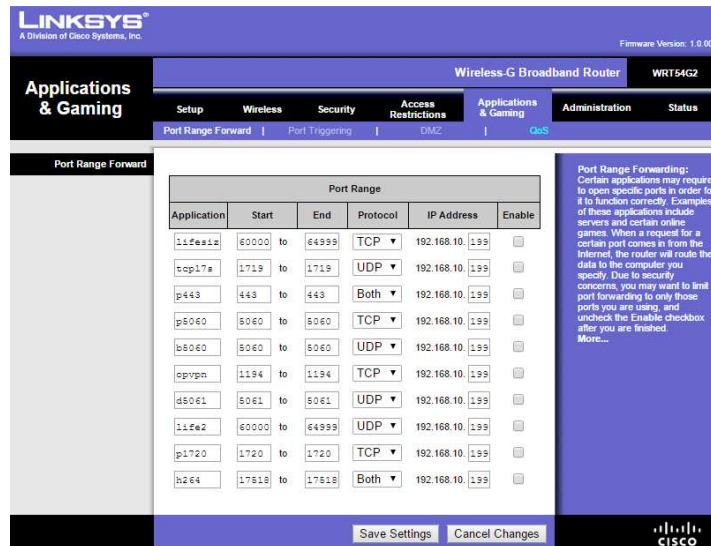 LINKSYS®
A Division of Cisco Systems, Inc.
Firmware Version: 1.0.00
Applications & Gaming
Wireless-G Broadband Router
WRT54G2
Setup
Wireless
Security
Access Restrictions
Applications & Gaming
Administration
Status
Port Range Forward | Port Triggering | DMZ | QoS
Port Range Forward
Port Range
Application Start End Protocol IP Address Enable
lifesiz 60000 to 64999 TCP 192.168.10. 199
tcp17s 1719 to 1719 UDP 192.168.10. 199
p443 443 to 443 Both 192.168.10. 199
p5060 5060 to 5060 TCP 192.168.10. 199
b5060 5060 to 5060 UDP 192.168.10. 199
opvpn 1194 to 1194 TCP 192.168.10. 199
d5061 5061 to 5061 UDP 192.168.10. 199
life2 60000 to 64999 UDP 192.168.10. 199
p1720 1720 to 1720 TCP 192.168.10. 199
h264 17518 to 17518 Both 192.168.10. 199
Port Range Forwarding:
Certain applications may require
to open specific ports in order fo
it to function correctly. Examples
of these applications include
servers and certain online
games. When a request for a
certain port comes in from the
Internet, the router will route the
data to the computer you
specify. Due to security
concerns, you may want to limit
port forwarding to only those
ports you are using, and
uncheck the Enable checkbox
after you are finished.
More...
Save Settings
Cancel Changes
CISCO